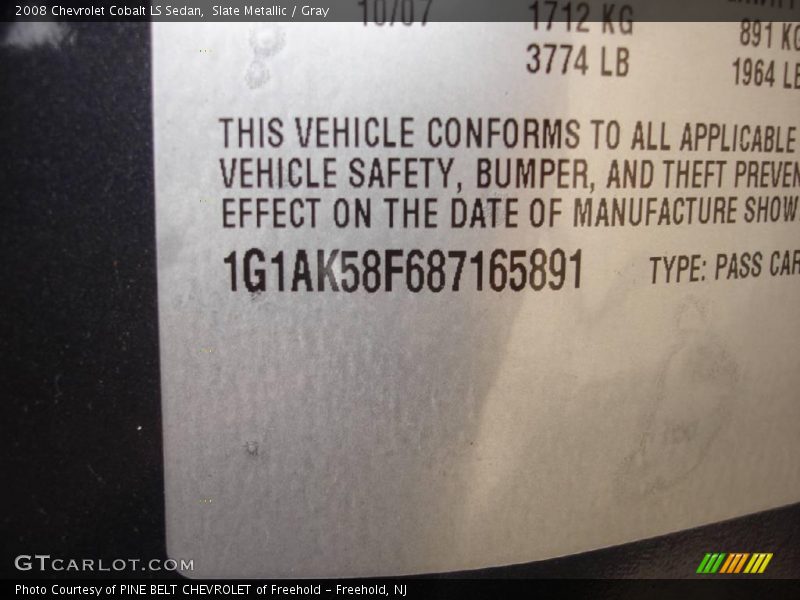 2008 Chevrolet Cobalt LS Sedan, Slate Metallic / Gray
10/07 1712 KG 891 KG
3774 LB 1964 LB
THIS VEHICLE CONFORMS TO ALL APPLICABLE
VEHICLE SAFETY, BUMPER, AND THEFT PREVEN
EFFECT ON THE DATE OF MANUFACTURE SHOW
1G1AK58F687165891 TYPE: PASS CAR
GTCARLOT.COM
Photo Courtesy of PINE BELT CHEVROLET of Freehold - Freehold, NJ